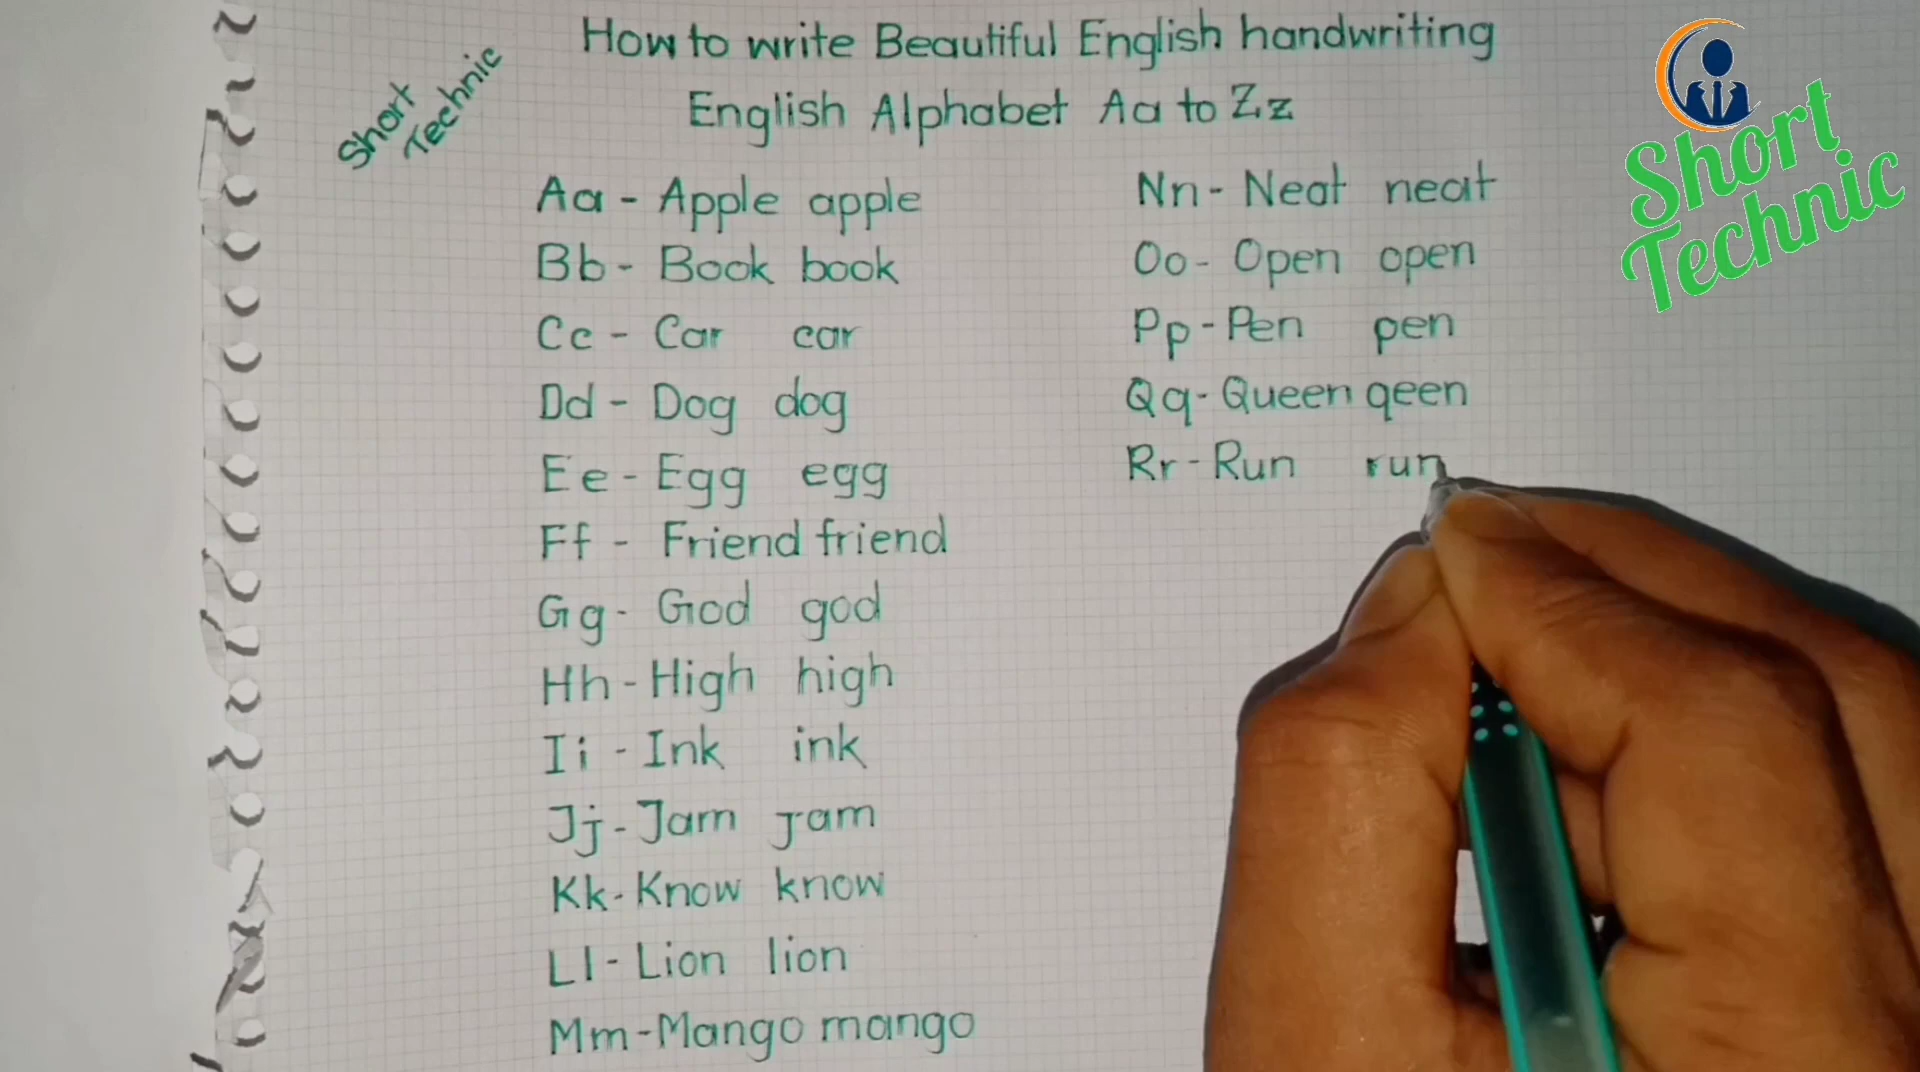 How to write Beautiful English handwriting
English Alphabet Aa to Zz
Short
Technic
Aa - Apple apple
Bb - Book book
Cc - Car car
Dd - Dog dog
Ee - Egg egg
Ff - Friend friend
Gg - God god
Hh - High high
Ii - Ink ink
Jj - Jam jam
Kk - Know know
Ll - Lion lion
Mm - Mango mango
Nn - Neat neat
Oo - Open open
Pp - Pen pen
Qq - Queen qeen
Rr - Run run
Short
Technic